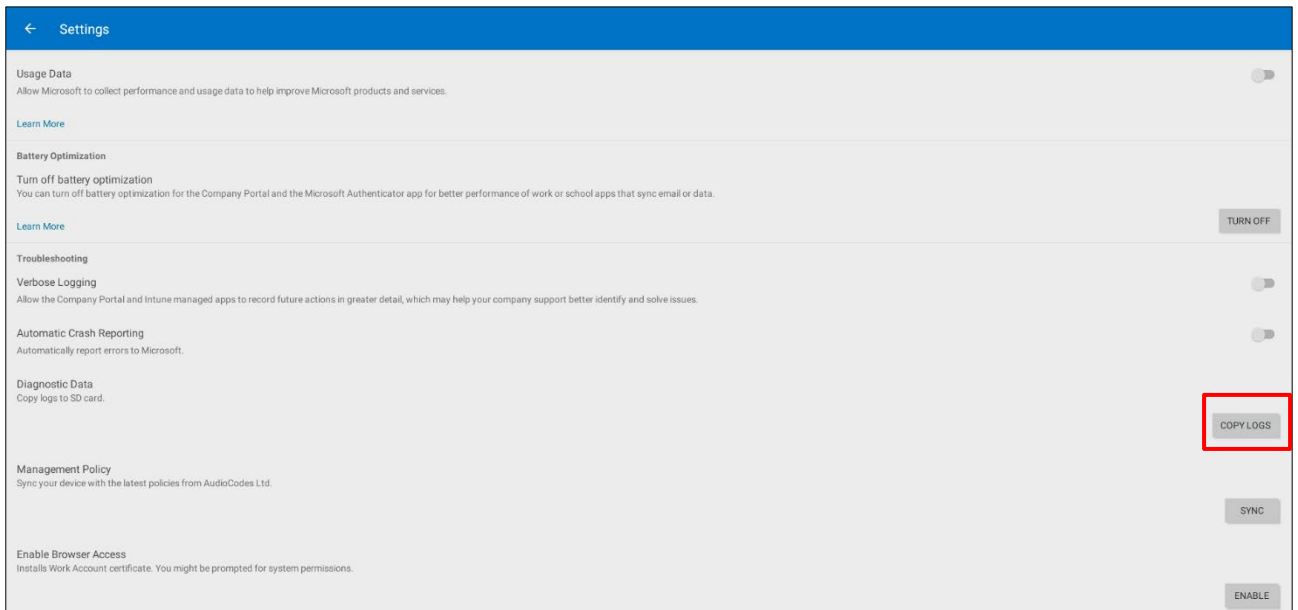 Settings
Usage Data
Allow Microsoft to collect performance and usage data to help improve Microsoft products and services.
Learn More
Battery Optimization
Turn off battery optimization
You can turn off battery optimization for the Company Portal and the Microsoft Authenticator app for better performance of work or school apps that sync email or data.
Learn More
TURN OFF
Troubleshooting
Verbose Logging
Allow the Company Portal and Intune managed apps to record future actions in greater detail, which may help your company support better identify and solve issues.
Automatic Crash Reporting
Automatically report errors to Microsoft.
Diagnostic Data
Copy logs to SD card.
COPY LOGS
Management Policy
Sync your device with the latest policies from AudioCodes Ltd.
SYNC
Enable Browser Access
Installs Work Account certificate. You might be prompted for system permissions.
ENABLE